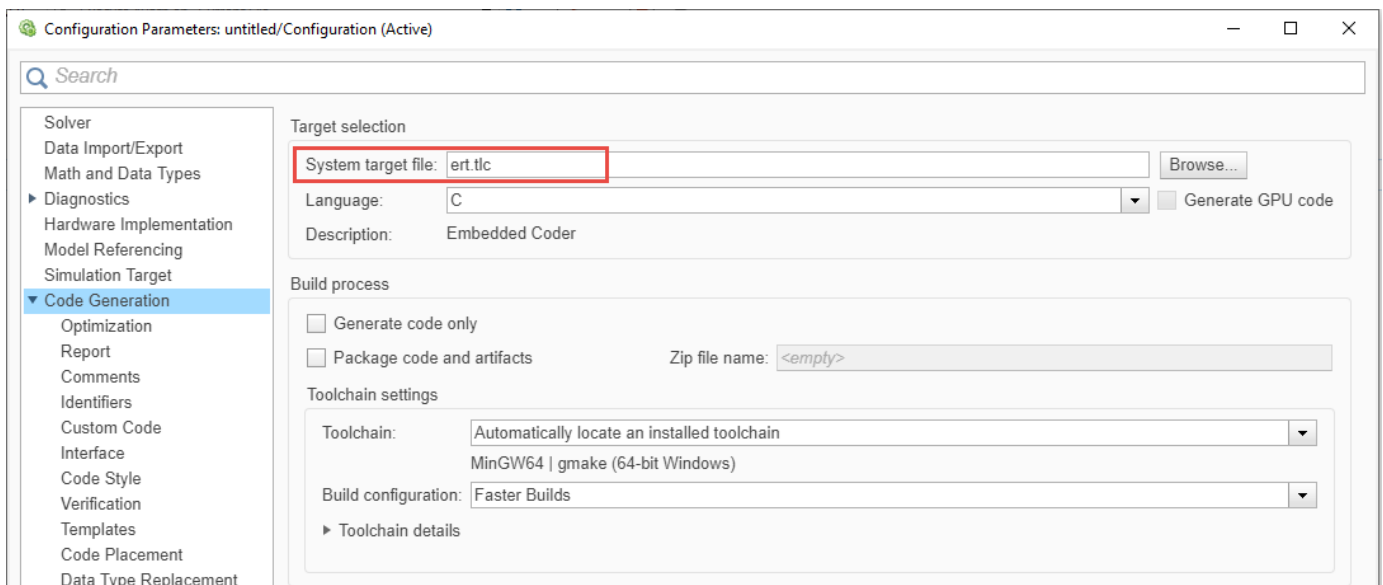 Configuration Parameters: untitled/Configuration (Active)
Search
Solver
Data Import/Export
Math and Data Types
Diagnostics
Hardware Implementation
Model Referencing
Simulation Target
Code Generation
Optimization
Report
Comments
Identifiers
Custom Code
Interface
Code Style
Verification
Templates
Code Placement
Data Type Replacement
Target selection
System target file: ert.tlc Browse...
Language: C Generate GPU code
Description: Embedded Coder
Build process
Generate code only
Package code and artifacts Zip file name: <empty>
Toolchain settings
Toolchain: Automatically locate an installed toolchain
MinGW64 | gmake (64-bit Windows)
Build configuration: Faster Builds
Toolchain details